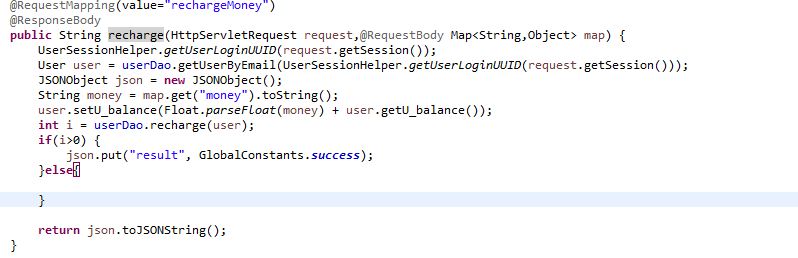 @RequestMapping(value="rechargeMoney")
@ResponseBody
public String recharge(HttpServletRequest request,@RequestBody Map<String,Object> map) {
    UserSessionHelper.getUserLoginUUID(request.getSession());
    User user = userDao.getUserByEmail(UserSessionHelper.getUserLoginUUID(request.getSession()));
    JSONObject json = new JSONObject();
    String money = map.get("money").toString();
    user.setU_balance(Float.parseFloat(money) + user.getU_balance());
    int i = userDao.recharge(user);
    if(i>0) {
        json.put("result", GlobalConstants.success);
    }else{
    }
    return json.toJSONString();
}